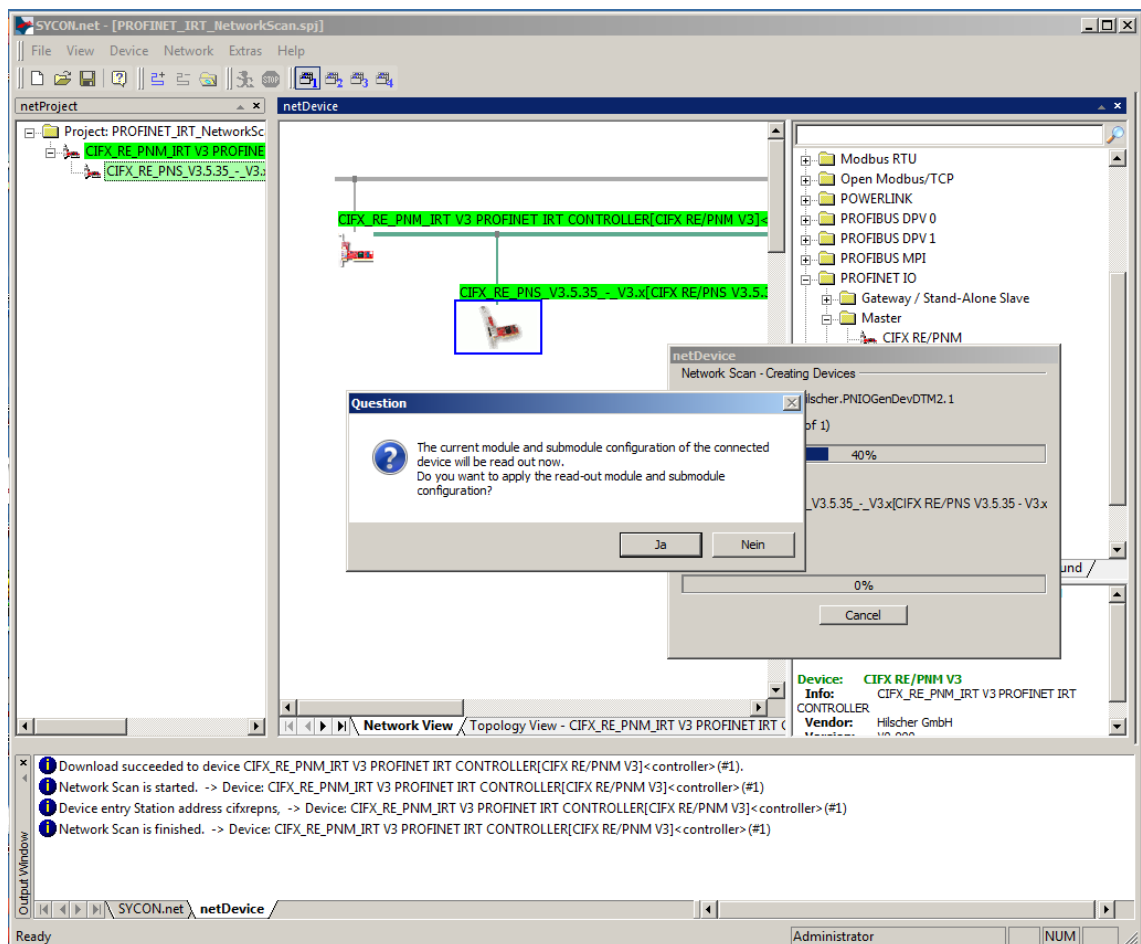 SYCON.net - [PROFINET_IRT_NetworkScan.spj]
File View Device Network Extras Help
netProject
netDevice
Project: PROFINET_IRT_NetworkSc
CIFX_RE_PNM_IRT V3 PROFINE
CIFX_RE_PNS_V3.5.35_-_V3.
CIFX_RE_PNM_IRT V3 PROFINET IRT CONTROLLER[CIFX RE/PNM V3]<
CIFX_RE_PNS_V3.5.35_-_V3.x[CIFX RE/PNS V3.5.3
Modbus RTU
Open Modbus/TCP
POWERLINK
PROFIBUS DPV0
PROFIBUS DPV1
PROFIBUS MPI
PROFINET IO
Gateway / Stand-Alone Slave
Master
CIFX RE/PNM
netDevice
Network Scan - Creating Devices
ilscher.PNIOGenDevDTM2.1
of 1)
40%
_V3.5.35_-_V3.x[CIFX RE/PNS V3.5.35 - V3.x
0%
Cancel
Question
The current module and submodule configuration of the connected
device will be read out now.
Do you want to apply the read-out module and submodule
configuration?
Ja
Nein
und
Device: CIFX RE/PNM V3
Info: CIFX_RE_PNM_IRT V3 PROFINET IRT
CONTROLLER
Vendor: Hilscher GmbH
Network View
Topology View - CIFX_RE_PNM_IRT V3 PROFINET IRT
Download succeeded to device CIFX_RE_PNM_IRT V3 PROFINET IRT CONTROLLER[CIFX RE/PNM V3]<controller>(#1).
Network Scan is started. -> Device: CIFX_RE_PNM_IRT V3 PROFINET IRT CONTROLLER[CIFX RE/PNM V3]<controller>(#1)
Device entry Station address cifxrepns, -> Device: CIFX_RE_PNM_IRT V3 PROFINET IRT CONTROLLER[CIFX RE/PNM V3]<controller>(#1)
Network Scan is finished. -> Device: CIFX_RE_PNM_IRT V3 PROFINET IRT CONTROLLER[CIFX RE/PNM V3]<controller>(#1)
Output Window
SYCON.net
netDevice
Ready
Administrator
NUM